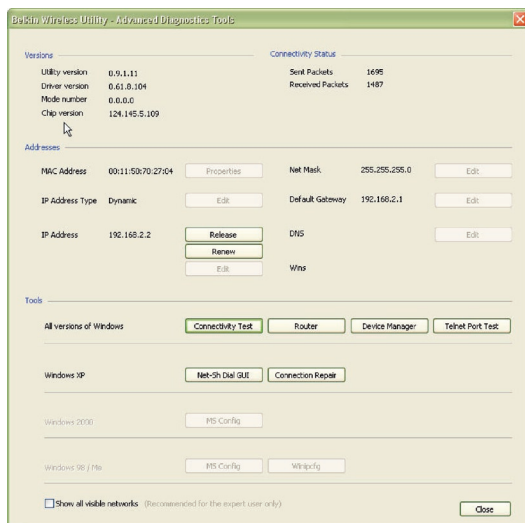 Belkin Wireless Utility - Advanced Diagnostics Tools
Versions
Utility version 0.9.1.11
Driver version 0.61.8.104
Mode number 0.0.0.0
Chip version 124.145.5.109
Connectivity Status
Sent Packets 1695
Received Packets 1487
Addresses
MAC Address 00:11:50:70:27:04 Properties
Net Mask 255.255.255.0 Edit
IP Address Type Dynamic Edit
Default Gateway 192.168.2.1 Edit
IP Address 192.168.2.2 Release
Renew
Edit
DNS Edit
Wins
Tools
All versions of Windows Connectivity Test Router Device Manager Telnet Port Test
Windows XP Net-Sh Dial GUI Connection Repair
Windows 2000 MS Config
Windows 98 / Me MS Config Winipcfg
Show all visible networks (Recommended for the expert user only)
Close